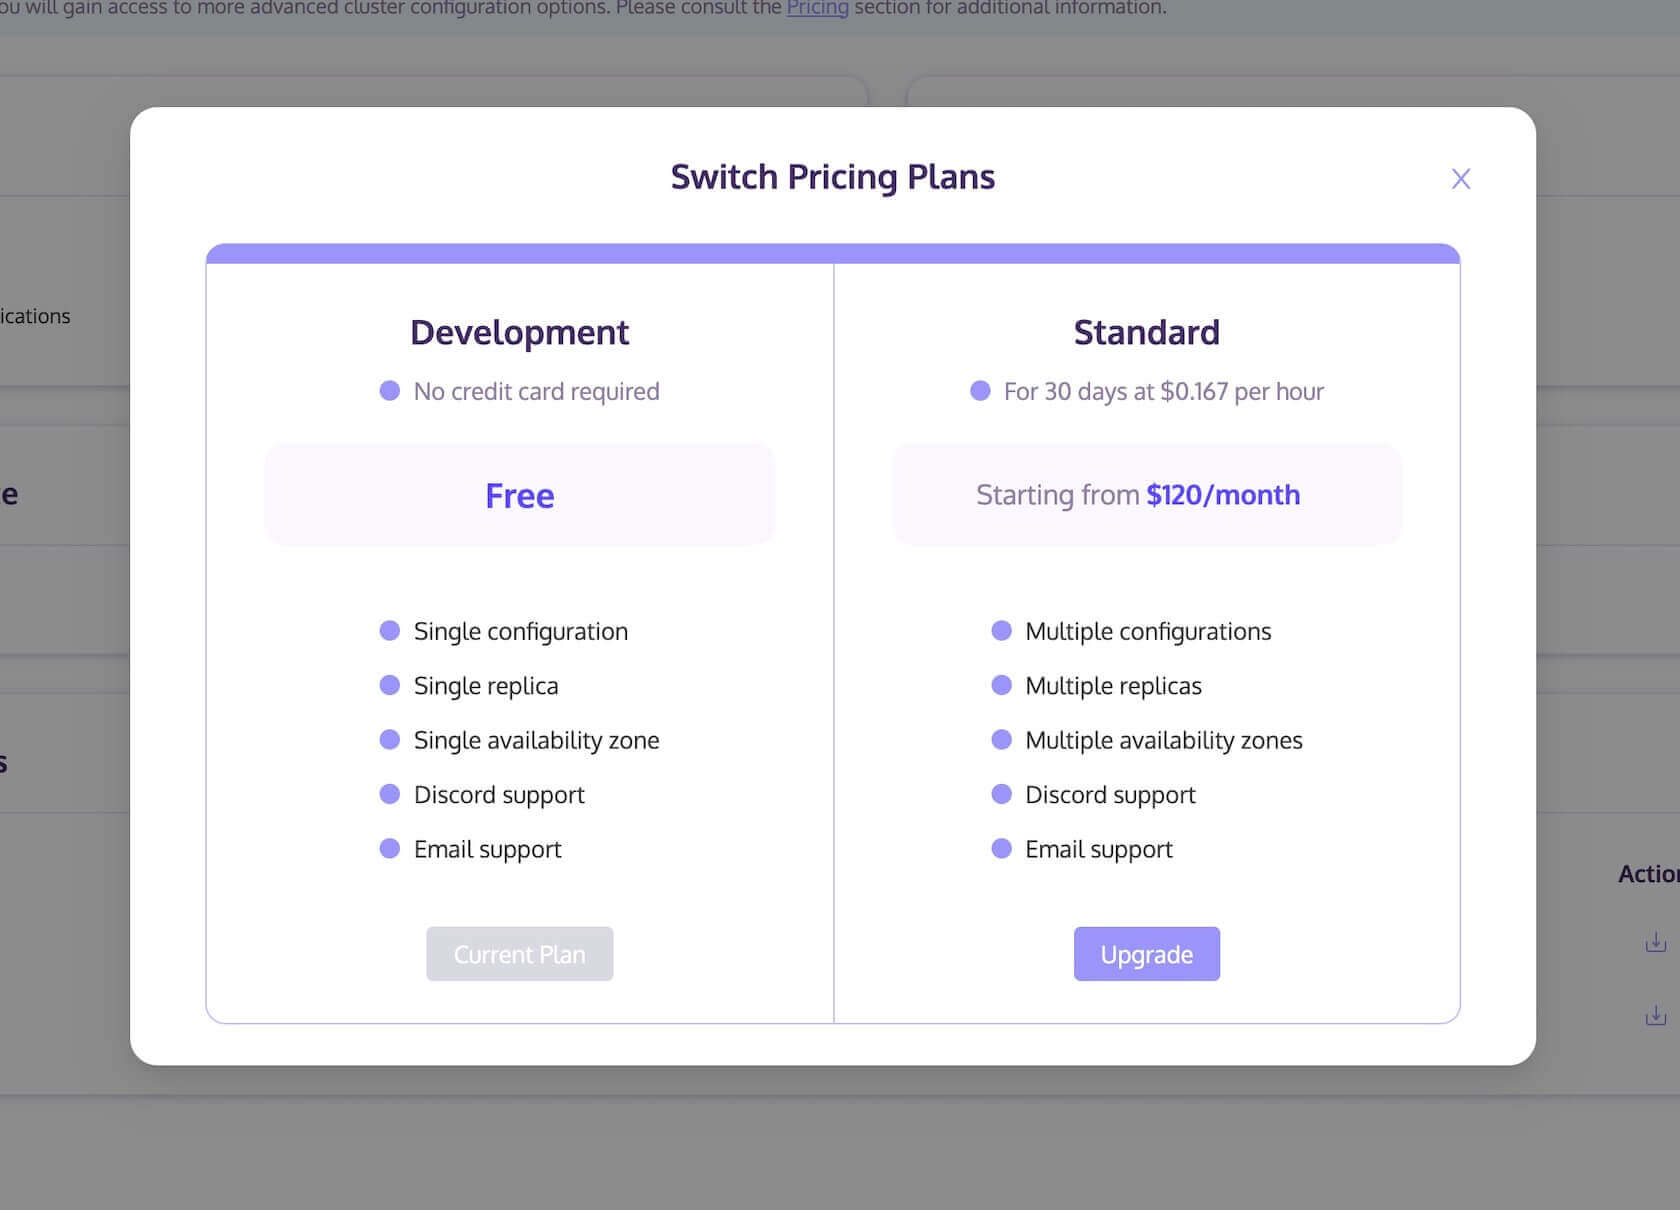 ou will gain access to more advanced cluster configuration options. Please consult the Pricing section for additional information.
Switch Pricing Plans
ications
Development
No credit card required
Free
Single configuration
Single replica
Single availability zone
Discord support
Email support
Current Plan
Standard
For 30 days at $0.167 per hour
Starting from $120/month
Multiple configurations
Multiple replicas
Multiple availability zones
Discord support
Email support
Upgrade
e
s
Action